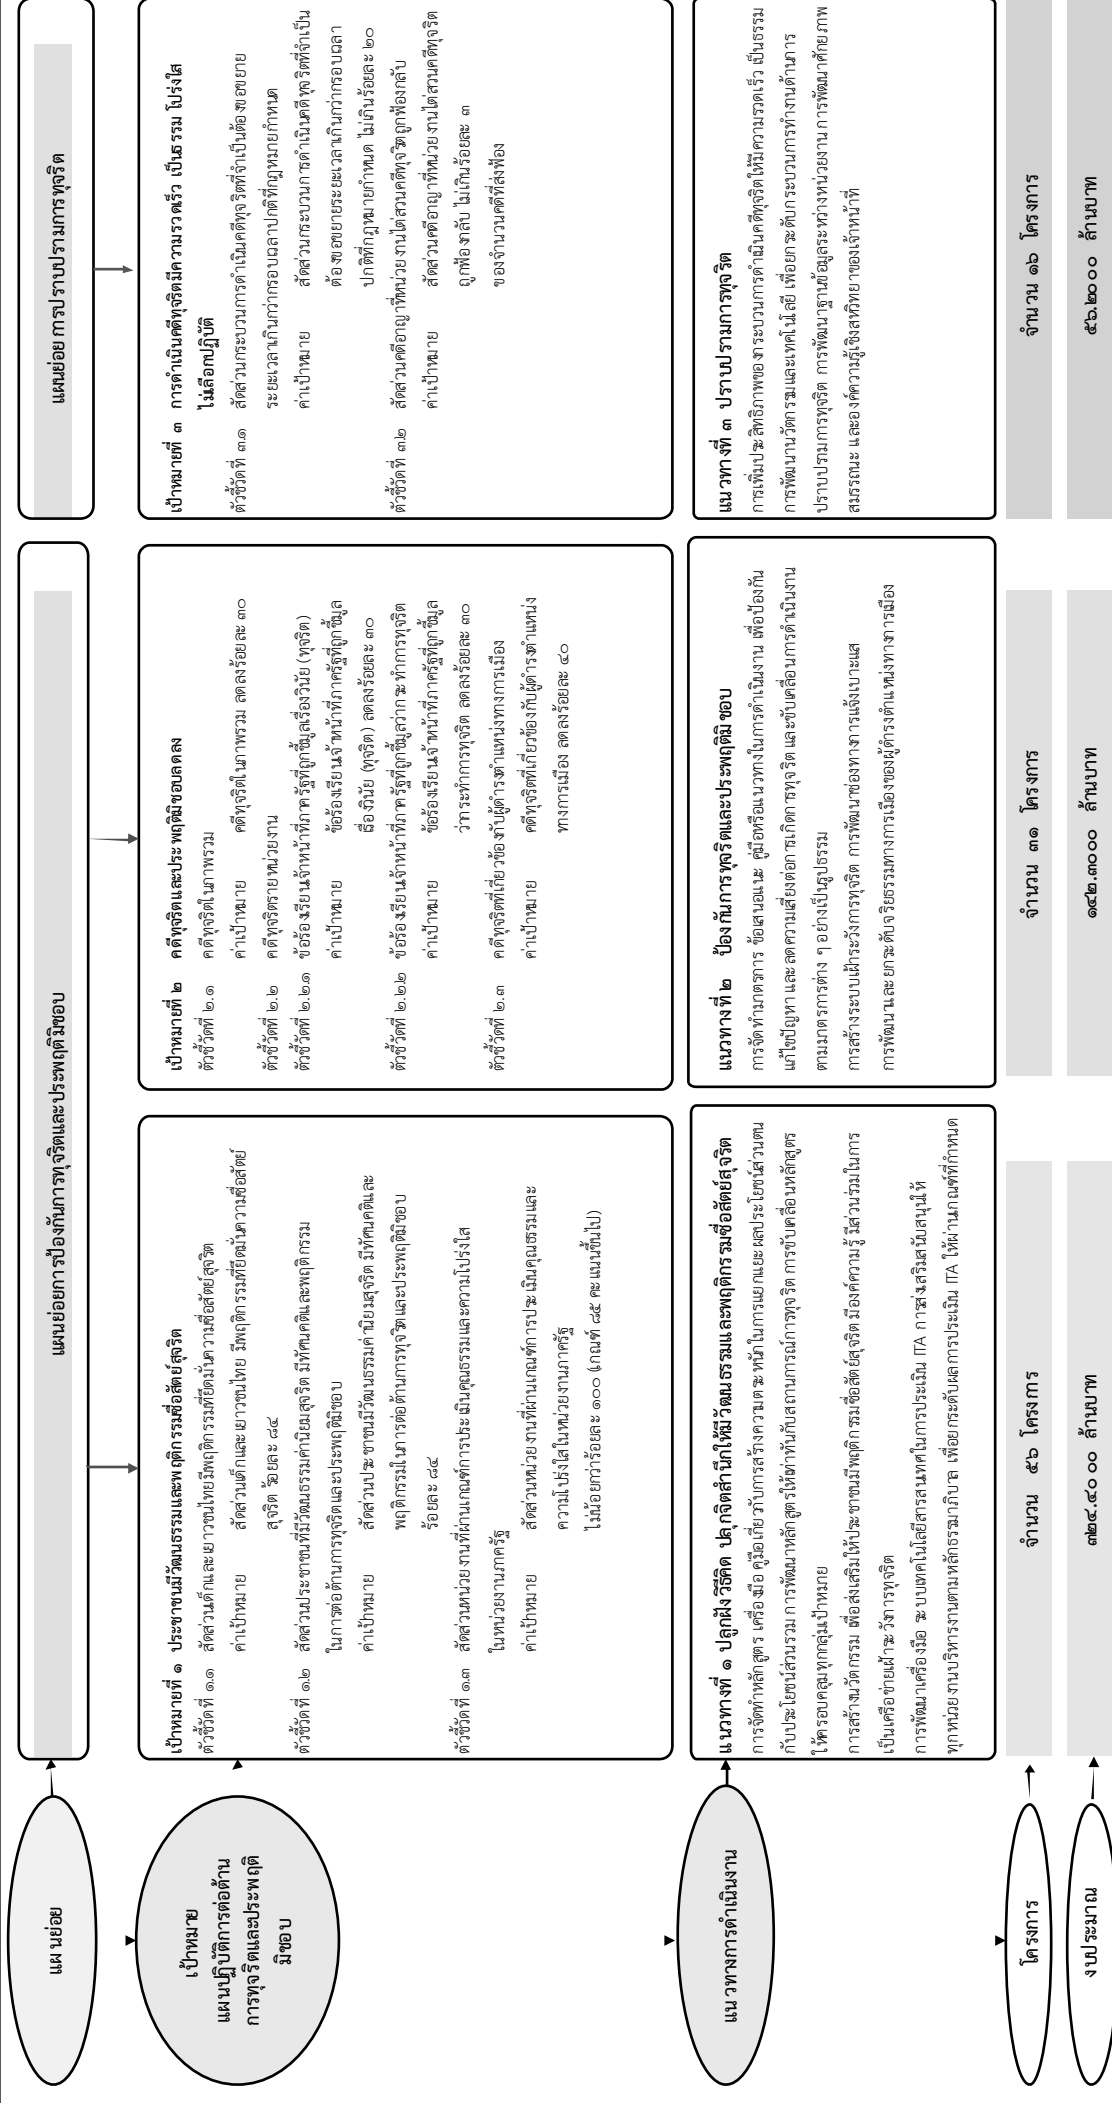 แผนย่อย
แผนย่อยการป้องกันการทุจริตและประพฤติมิชอบ
แผนย่อย การปราบปรามการทุจริต
เป้าหมาย
แผนปฏิบัติการต่อต้าน
การทุจริตและประพฤติ
มิชอบ
เป้าหมายที่ ๑ ประชาชนมีวัฒนธรรมและพฤติกรรมซื่อสัตย์สุจริต
ตัวชี้วัดที่ ๑.๑ สัดส่วนเด็กและเยาวชนไทยมีพฤติกรรมที่ยึดมั่นความซื่อสัตย์สุจริต
ค่าเป้าหมาย สัดส่วนเด็กและเยาวชนไทย มีพฤติกรรมที่ยึดมั่นความซื่อสัตย์
สุจริต ร้อยละ ๘๔
ตัวชี้วัดที่ ๑.๒ สัดส่วนประชาชนที่มีวัฒนธรรมค่านิยมสุจริต มีทัศนคติและพฤติกรรม
ในการต่อต้านการทุจริตและประพฤติมิชอบ
ค่าเป้าหมาย สัดส่วนประชาชนมีวัฒนธรรมค่านิยมสุจริต มีทัศนคติและ
พฤติกรรมในการต่อต้านการทุจริตและประพฤติมิชอบ
ร้อยละ ๘๔
ตัวชี้วัดที่ ๑.๓ สัดส่วนหน่วยงานที่ผ่านเกณฑ์การประเมินคุณธรรมและความโปร่งใส
ในหน่วยงานภาครัฐ
ค่าเป้าหมาย สัดส่วนหน่วยงานที่ผ่านเกณฑ์การประเมินคุณธรรมและ
ความโปร่งใสในหน่วยงานภาครัฐ
ไม่น้อยกว่าร้อยละ ๑๐๐ (เกณฑ์ ๘๕ คะแนนขึ้นไป)
เป้าหมายที่ ๒ คดีทุจริตและประพฤติมิชอบลดลง
ตัวชี้วัดที่ ๒.๑ คดีทุจริตในภาพรวม
ค่าเป้าหมาย คดีทุจริตในภาพรวม ลดลงร้อยละ ๓๐
ตัวชี้วัดที่ ๒.๒ คดีทุจริตรายหน่วยงาน
ตัวชี้วัดที่ ๒.๒.๑ ข้อร้องเรียนเจ้าหน้าที่ภาครัฐที่ถูกชี้มูลเรื่องวินัย (ทุจริต)
ค่าเป้าหมาย ข้อร้องเรียนเจ้าหน้าที่ภาครัฐที่ถูกชี้มูล
เรื่องวินัย (ทุจริต) ลดลงร้อยละ ๓๐
ตัวชี้วัดที่ ๒.๒.๒ ข้อร้องเรียนเจ้าหน้าที่ภาครัฐที่ถูกชี้มูลว่ากระทำการทุจริต
ค่าเป้าหมาย ข้อร้องเรียนเจ้าหน้าที่ภาครัฐที่ถูกชี้มูล
ว่ากระทำการทุจริต ลดลงร้อยละ ๓๐
ตัวชี้วัดที่ ๒.๓ คดีทุจริตที่เกี่ยวข้องกับผู้ดำรงตำแหน่งทางการเมือง
ค่าเป้าหมาย คดีทุจริตที่เกี่ยวข้องกับผู้ดำรงตำแหน่ง
ทางการเมือง ลดลงร้อยละ ๔๐
เป้าหมายที่ ๓ การดำเนินคดีทุจริตมีความรวดเร็ว เป็นธรรม โปร่งใส
ไม่เลือกปฏิบัติ
ตัวชี้วัดที่ ๓.๑ สัดส่วนกระบวนการดำเนินคดีทุจริตที่จำเป็นต้องขอขยาย
ระยะเวลาเกินกว่ากรอบเวลาปกติที่กฎหมายกำหนด
ค่าเป้าหมาย สัดส่วนกระบวนการดำเนินคดีทุจริตที่จำเป็น
ต้องขอขยายระยะเวลาเกินกว่ากรอบเวลา
ปกติที่กฎหมายกำหนด ไม่เกินร้อยละ ๒๐
ตัวชี้วัดที่ ๓.๒ สัดส่วนคดีอาญาที่หน่วยงานไต่สวนคดีทุจริตถูกฟ้องกลับ
ค่าเป้าหมาย สัดส่วนคดีอาญาที่หน่วยงานไต่สวนคดีทุจริต
ถูกฟ้องกลับ ไม่เกินร้อยละ ๓
ของจำนวนคดีที่ส่งฟ้อง
แนวทางการดำเนินงาน
แนวทางที่ ๑ ปลูกฝังวิธีคิด ปลุกจิตสำนึกให้มีวัฒนธรรมและพฤติกรรมซื่อสัตย์สุจริต
การจัดทำหลักสูตร เครื่องมือ คู่มือเกี่ยวกับการสร้างความตระหนักในการแยกแยะผลประโยชน์ส่วนตน
กับประโยชน์ส่วนรวม การพัฒนาหลักสูตรให้เท่าทันกับสถานการณ์การทุจริต การขับเคลื่อนหลักสูตร
ให้ครอบคลุมทุกกลุ่มเป้าหมาย
การสร้างนวัตกรรม เพื่อส่งเสริมให้ประชาชนมีพฤติกรรมซื่อสัตย์สุจริต มีองค์ความรู้ มีส่วนร่วมในการ
เป็นเครือข่ายเฝ้าระวังการทุจริต
การพัฒนาเครื่องมือ ระบบเทคโนโลยีสารสนเทศในการประเมิน ITA การส่งเสริมสนับสนุนให้
ทุกหน่วยงานบริหารงานตามหลักธรรมาภิบาล เพื่อยกระดับผลการประเมิน ITA ให้ผ่านเกณฑ์ที่กำหนด
แนวทางที่ ๒ ป้องกันการทุจริตและประพฤติมิชอบ
การจัดทำมาตรการ ข้อเสนอแนะ คู่มือหรือแนวทางในการดำเนินงาน เพื่อป้องกัน
แก้ไขปัญหา และลดความเสี่ยงต่อการเกิดการทุจริต และขับเคลื่อนการดำเนินงาน
ตามมาตรการต่าง ๆ อย่างเป็นรูปธรรม
การสร้างระบบเฝ้าระวังการทุจริต การพัฒนาช่องทางการแจ้งเบาะแส
การพัฒนาและยกระดับจริยธรรมทางการเมืองของผู้ดำรงตำแหน่งทางการเมือง
แนวทางที่ ๓ ปราบปรามการทุจริต
การเพิ่มประสิทธิภาพของกระบวนการดำเนินคดีทุจริตให้มีความรวดเร็ว เป็นธรรม
การพัฒนานวัตกรรมและเทคโนโลยี เพื่อยกระดับกระบวนการทำงานด้านการ
ปราบปรามการทุจริต การพัฒนาฐานข้อมูลระหว่างหน่วยงาน การพัฒนาศักยภาพ
สมรรถนะ และองค์ความรู้เชิงสหวิทยาของเจ้าหน้าที่
โครงการ
จำนวน ๕๖ โครงการ
จำนวน ๓๑ โครงการ
จำนวน ๑๖ โครงการ
งบประมาณ
๓๒๔.๔๐๐๐ ล้านบาท
๑๔๒.๓๐๐๐ ล้านบาท
๕๖.๒๐๐๐ ล้านบาท